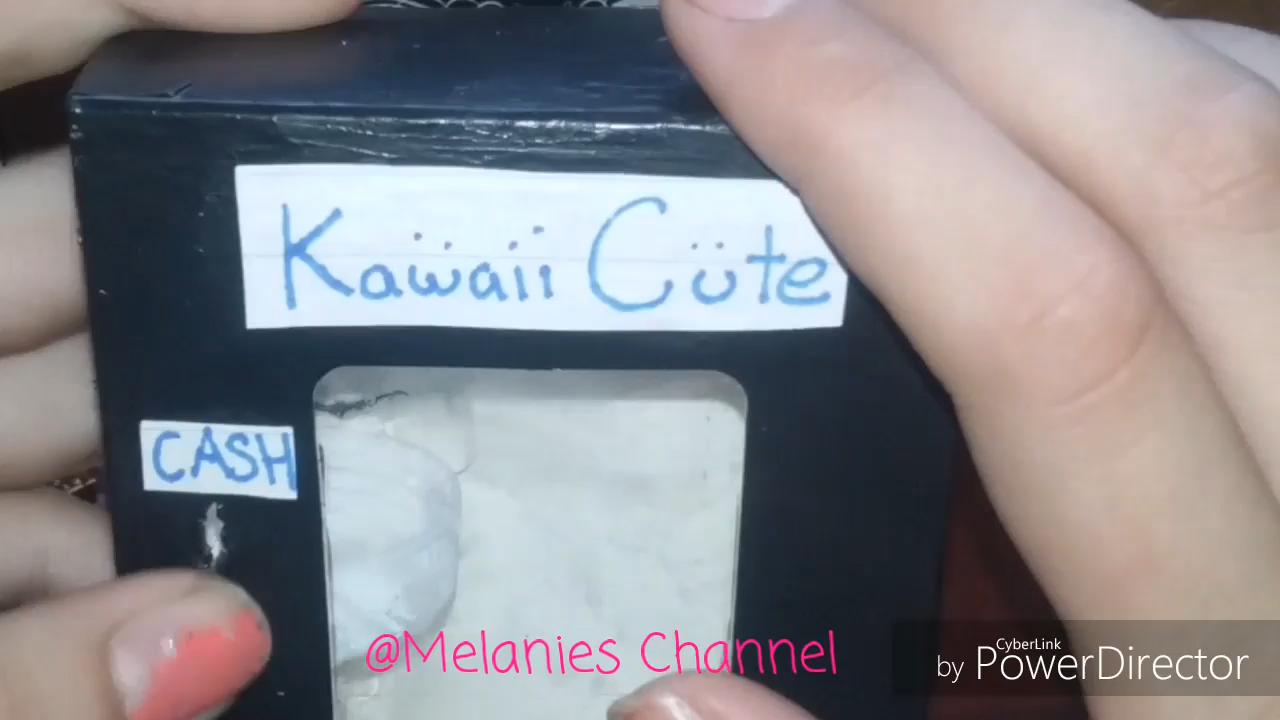 Kawaii Cüte
CASH
@Melanies Channel
CyberLink
by PowerDirector